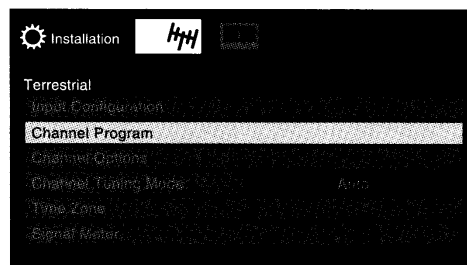 Installation
Terrestrial
Input Configuration
Channel Program
Channel Options
Channel Tuning Mode Auto
Time Zone
Signal Meter